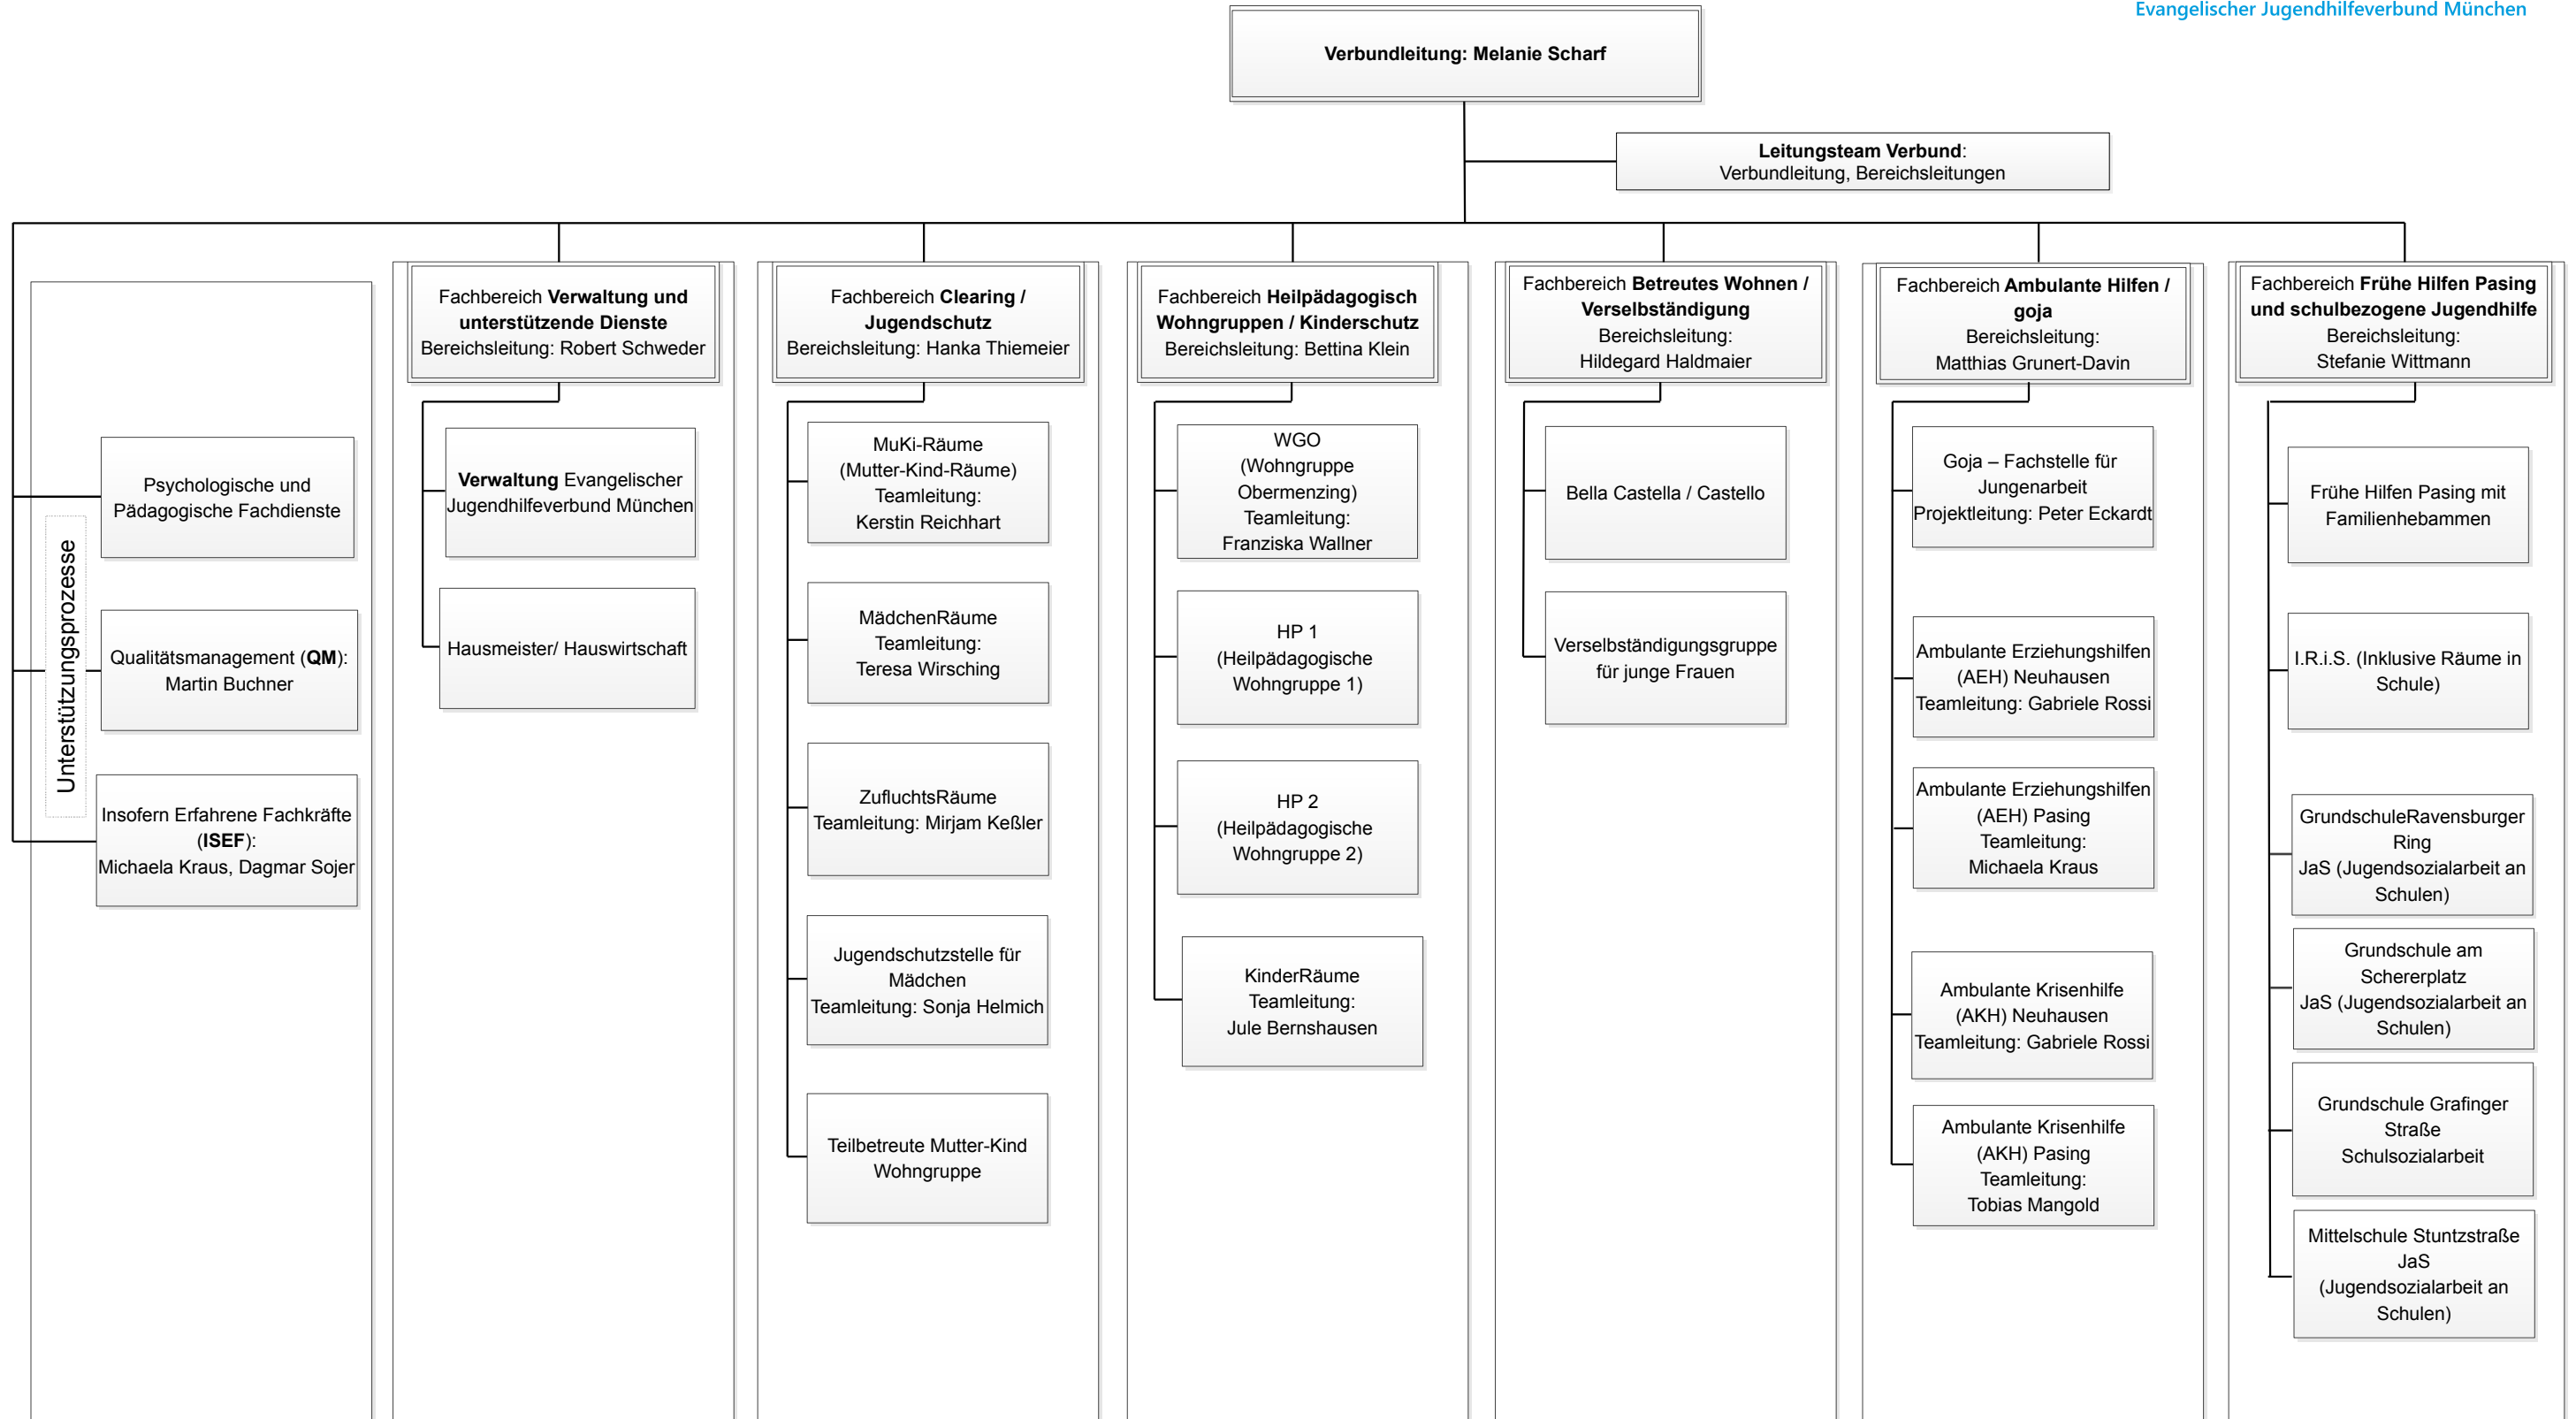 Evangelischer Jugendhilfeverbund München
Verbundleitung: Melanie Scharf
Leitungsteam Verbund:
Verbundleitung, Bereichsleitungen
Unterstützungsprozesse
Psychologische und
Pädagogische Fachdienste
Qualitätsmanagement (QM):
Martin Buchner
Insofern Erfahrene Fachkräfte
(ISEF):
Michaela Kraus, Dagmar Sojer
Fachbereich Verwaltung und
unterstützende Dienste
Bereichsleitung: Robert Schweder
Verwaltung Evangelischer
Jugendhilfeverbund München
Hausmeister/ Hauswirtschaft
Fachbereich Clearing /
Jugendschutz
Bereichsleitung: Hanka Thiemeier
MuKi-Räume
(Mutter-Kind-Räume)
Teamleitung:
Kerstin Reichhart
MädchenRäume
Teamleitung:
Teresa Wirsching
ZufluchtsRäume
Teamleitung: Mirjam Keßler
Jugendschutzstelle für
Mädchen
Teamleitung: Sonja Helmich
Teilbetreute Mutter-Kind
Wohngruppe
Fachbereich Heilpädagogisch
Wohngruppen / Kinderschutz
Bereichsleitung: Bettina Klein
WGO
(Wohngruppe
Obermenzing)
Teamleitung:
Franziska Wallner
HP 1
(Heilpädagogische
Wohngruppe 1)
HP 2
(Heilpädagogische
Wohngruppe 2)
KinderRäume
Teamleitung:
Jule Bernshausen
Fachbereich Betreutes Wohnen /
Verselbständigung
Bereichsleitung:
Hildegard Haldmaier
Bella Castella / Castello
Verselbständigungsgruppe
für junge Frauen
Fachbereich Ambulante Hilfen /
goja
Bereichsleitung:
Matthias Grunert-Davin
Goja – Fachstelle für
Jungenarbeit
Projektleitung: Peter Eckardt
Ambulante Erziehungshilfen
(AEH) Neuhausen
Teamleitung: Gabriele Rossi
Ambulante Erziehungshilfen
(AEH) Pasing
Teamleitung:
Michaela Kraus
Ambulante Krisenhilfe
(AKH) Neuhausen
Teamleitung: Gabriele Rossi
Ambulante Krisenhilfe
(AKH) Pasing
Teamleitung:
Tobias Mangold
Fachbereich Frühe Hilfen Pasing
und schulbezogene Jugendhilfe
Bereichsleitung:
Stefanie Wittmann
Frühe Hilfen Pasing mit
Familienhebammen
I.R.i.S. (Inklusive Räume in
Schule)
GrundschuleRavensburger
Ring
JaS (Jugendsozialarbeit an
Schulen)
Grundschule am
Schererplatz
JaS (Jugendsozialarbeit an
Schulen)
Grundschule Grafinger
Straße
Schulsozialarbeit
Mittelschule Stuntzstraße
JaS
(Jugendsozialarbeit an
Schulen)